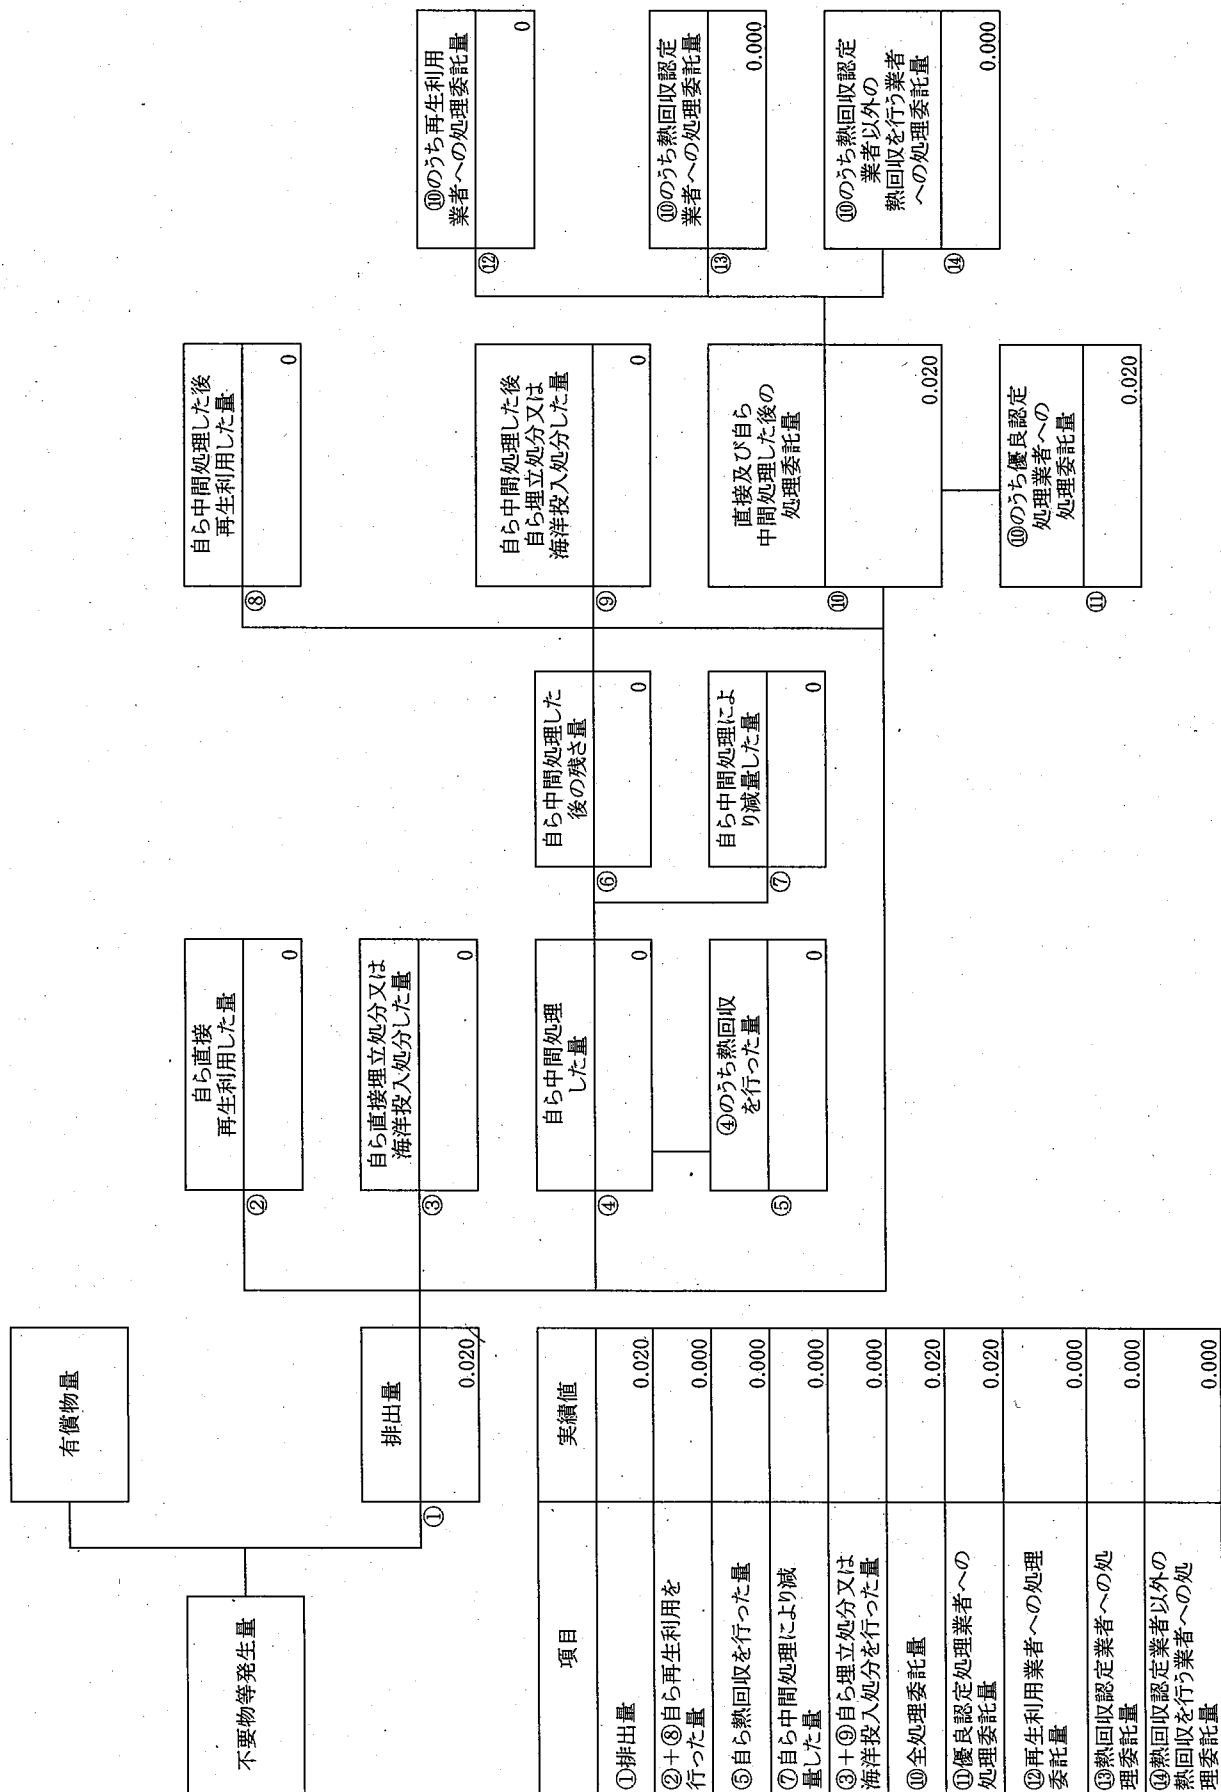 不要物等発生量
有償物量
①
排出量
0.020
②
自ら直接
再生利用した量
0
③
自ら直接埋立処分又は
海洋投入処分した量
0
④
自ら中間処理
した量
0
⑤
④のうち熱回収
を行った量
0
⑥
自ら中間処理した
後の残さ量
0
⑦
自ら中間処理によ
り減量した量
0
⑧
自ら中間処理した後
再生利用した量
0
⑨
自ら中間処理した後
自ら埋立処分又は
海洋投入処分した量
0
⑩
直接及び自ら
中間処理した後の
処理委託量
0.020
⑪
⑩のうち優良認定
処理業者への
処理委託量
0.020
⑫
⑩のうち再生利用
業者への処理委託量
0
⑬
⑩のうち熱回収認定
業者への処理委託量
0.000
⑭
⑩のうち熱回収認定
業者以外の
熱回収を行う業者
への処理委託量
0.000
項目
実績値
①排出量
0.020
②+⑧自ら再生利用を
行った量
0.000
⑤自ら熱回収を行った量
0.000
⑦自ら中間処理により減
量した量
0.000
③+⑨自ら埋立処分又は
海洋投入処分を行った量
0.000
⑩全処理委託量
0.020
⑪優良認定処理業者への
処理委託量
0.020
⑫再生利用業者への処理
委託量
0.000
⑬熱回収認定業者への処
理委託量
0.000
⑭熱回収認定業者以外の
熱回収を行う業者への処
理委託量
0.000